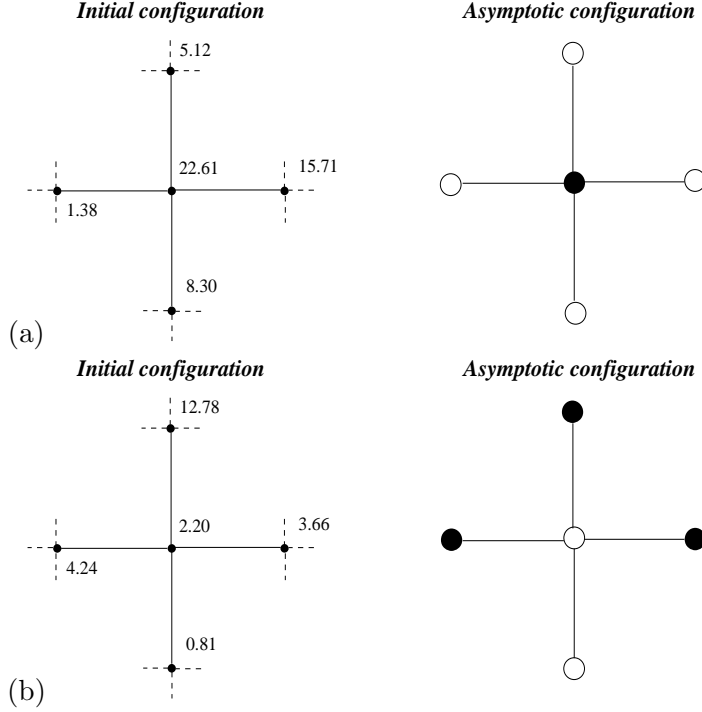 Initial configuration
Asymptotic configuration
5.12
22.61
15.71
1.38
8.30
(a)
Initial configuration
Asymptotic configuration
12.78
2.20
3.66
4.24
0.81
(b)